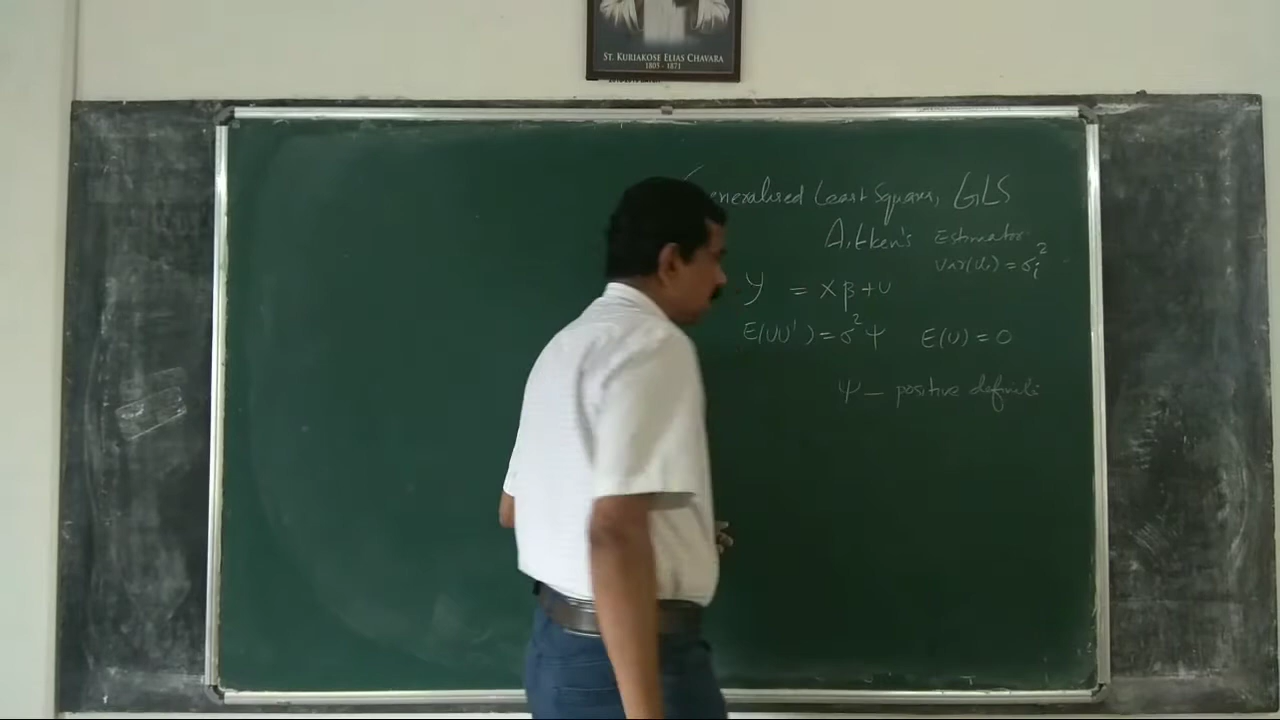 ST. KURIAKOSE ELIAS CHAVARA
1805 - 1871
Generalised Least Squares, GLS
Aitken's Estimator
Var(Ui) = σi²
Y = Xβ + U
E(UU') = σ²Ψ E(U) = 0
Ψ — positive definite